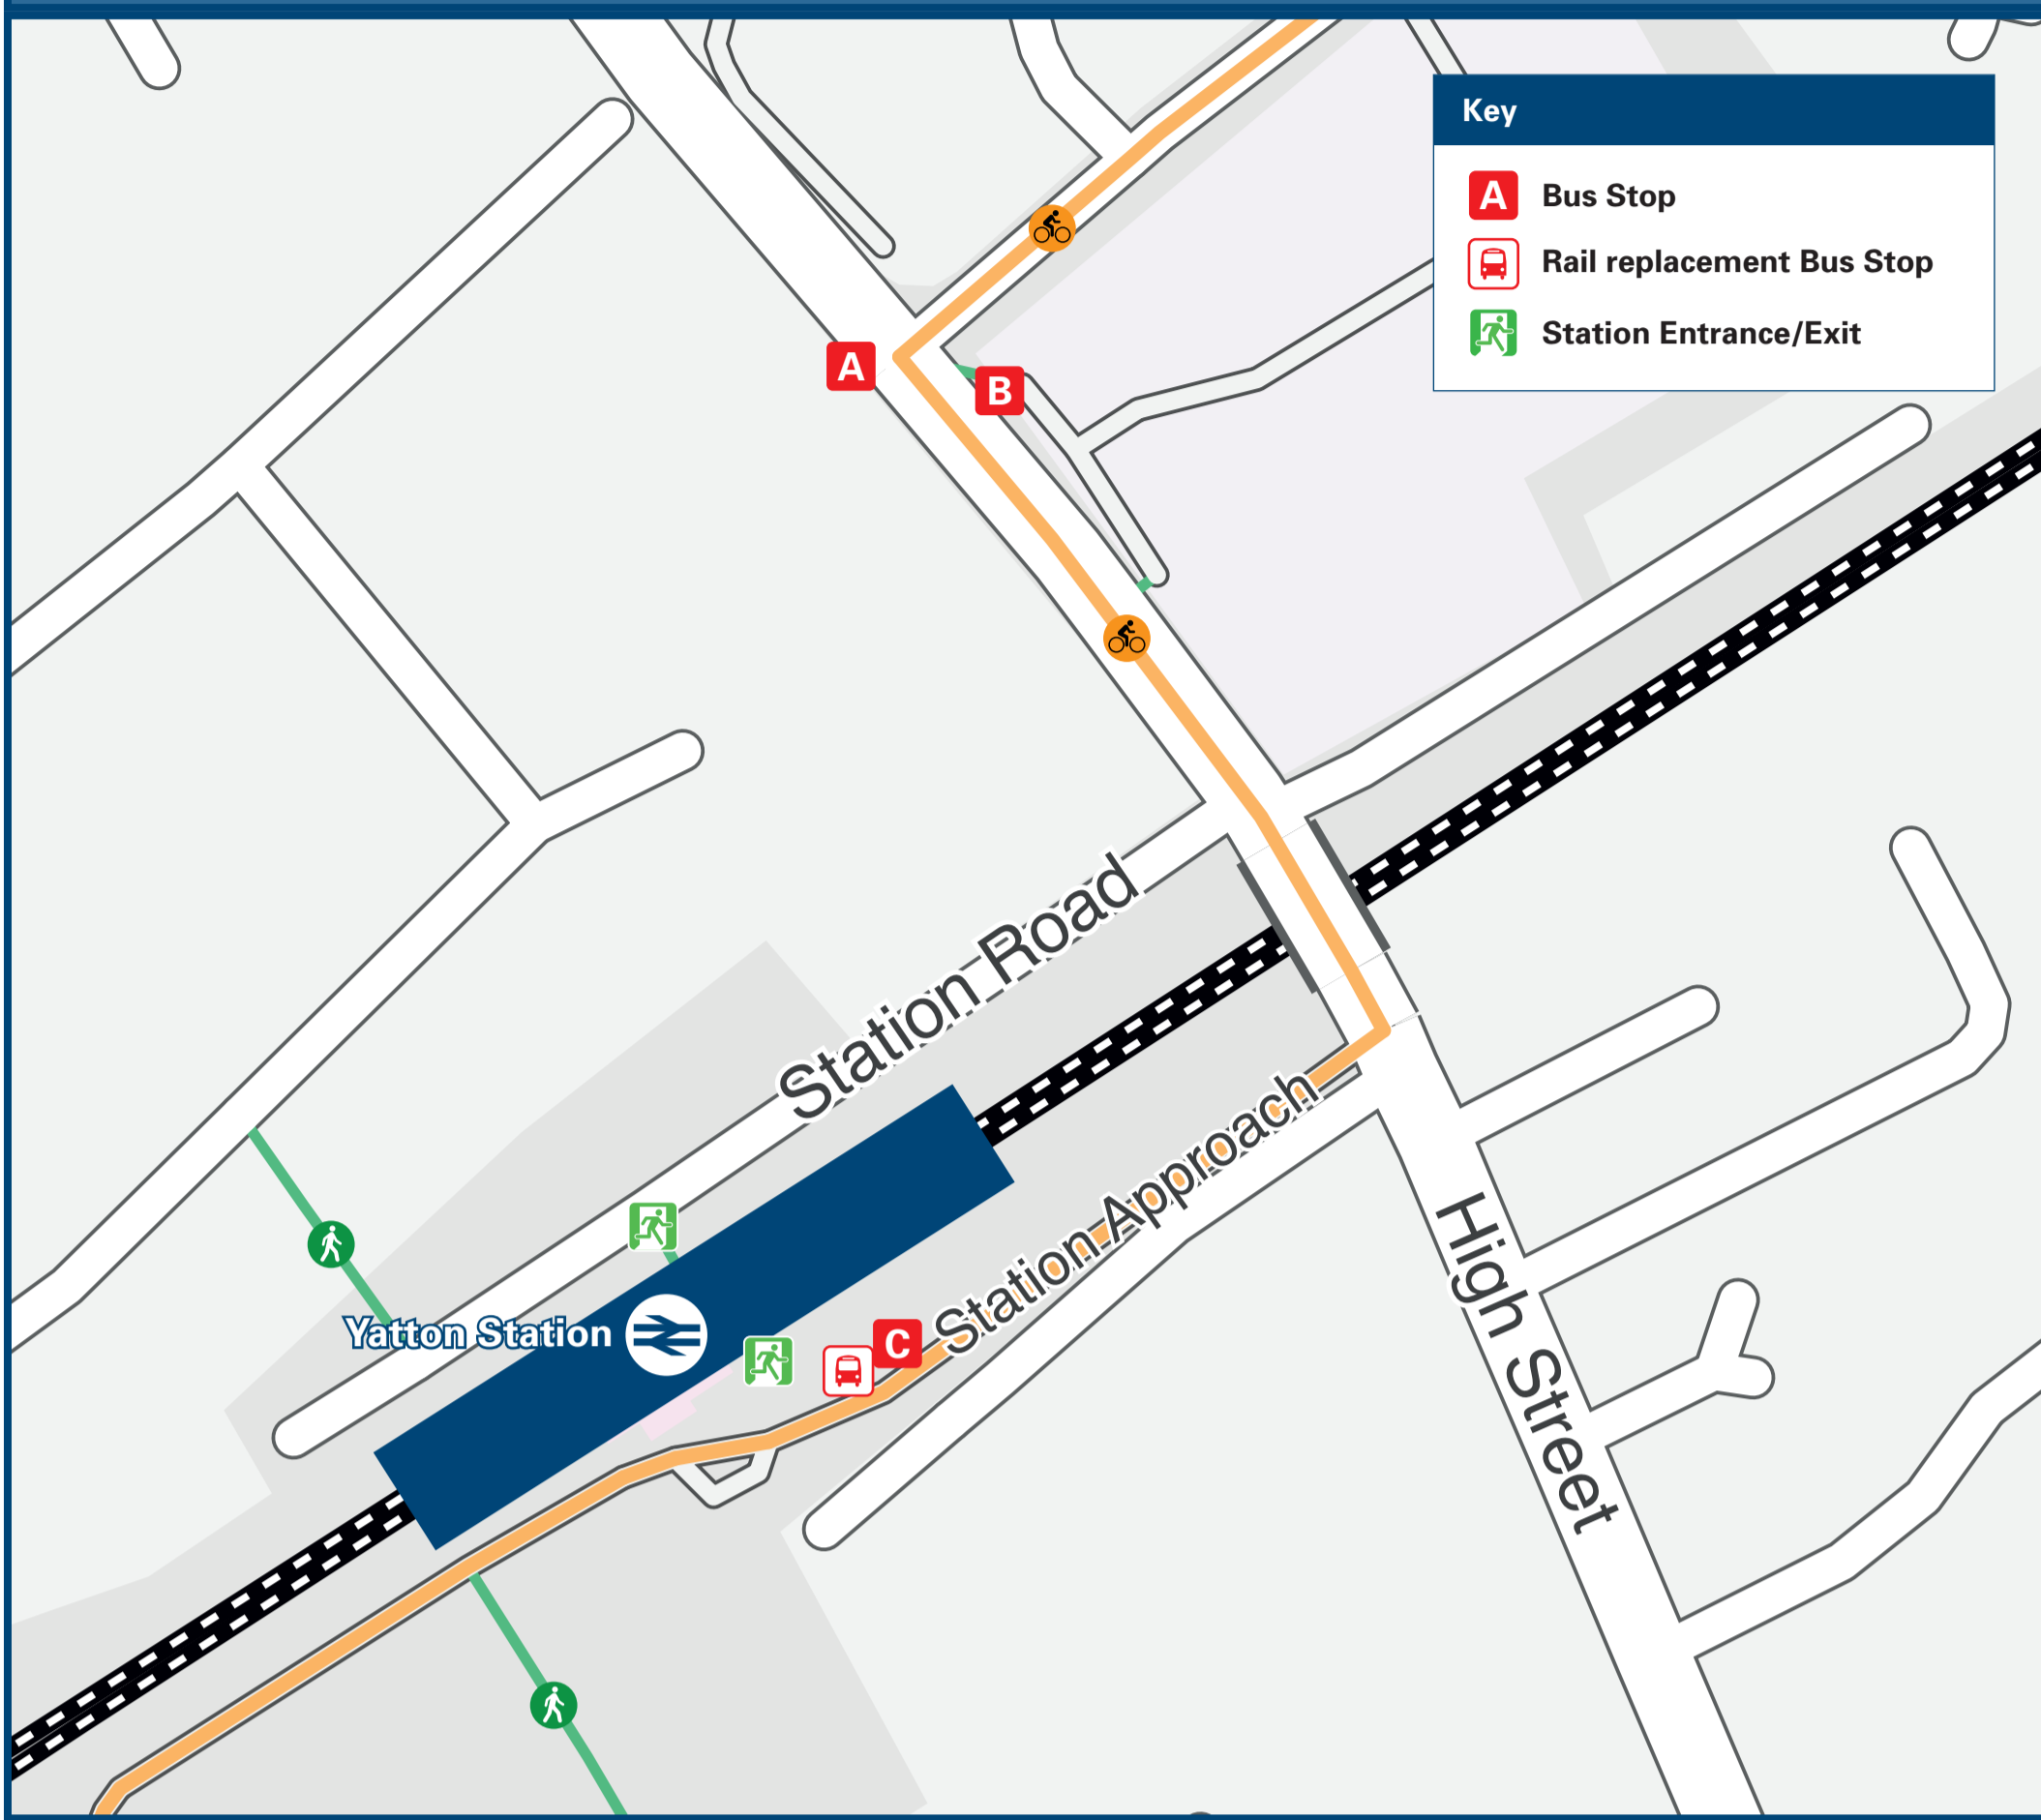 Key
A Bus Stop
Rail replacement Bus Stop
Station Entrance/Exit
A
B
Station Road
Station Approach
High Street
Yatton Station
C